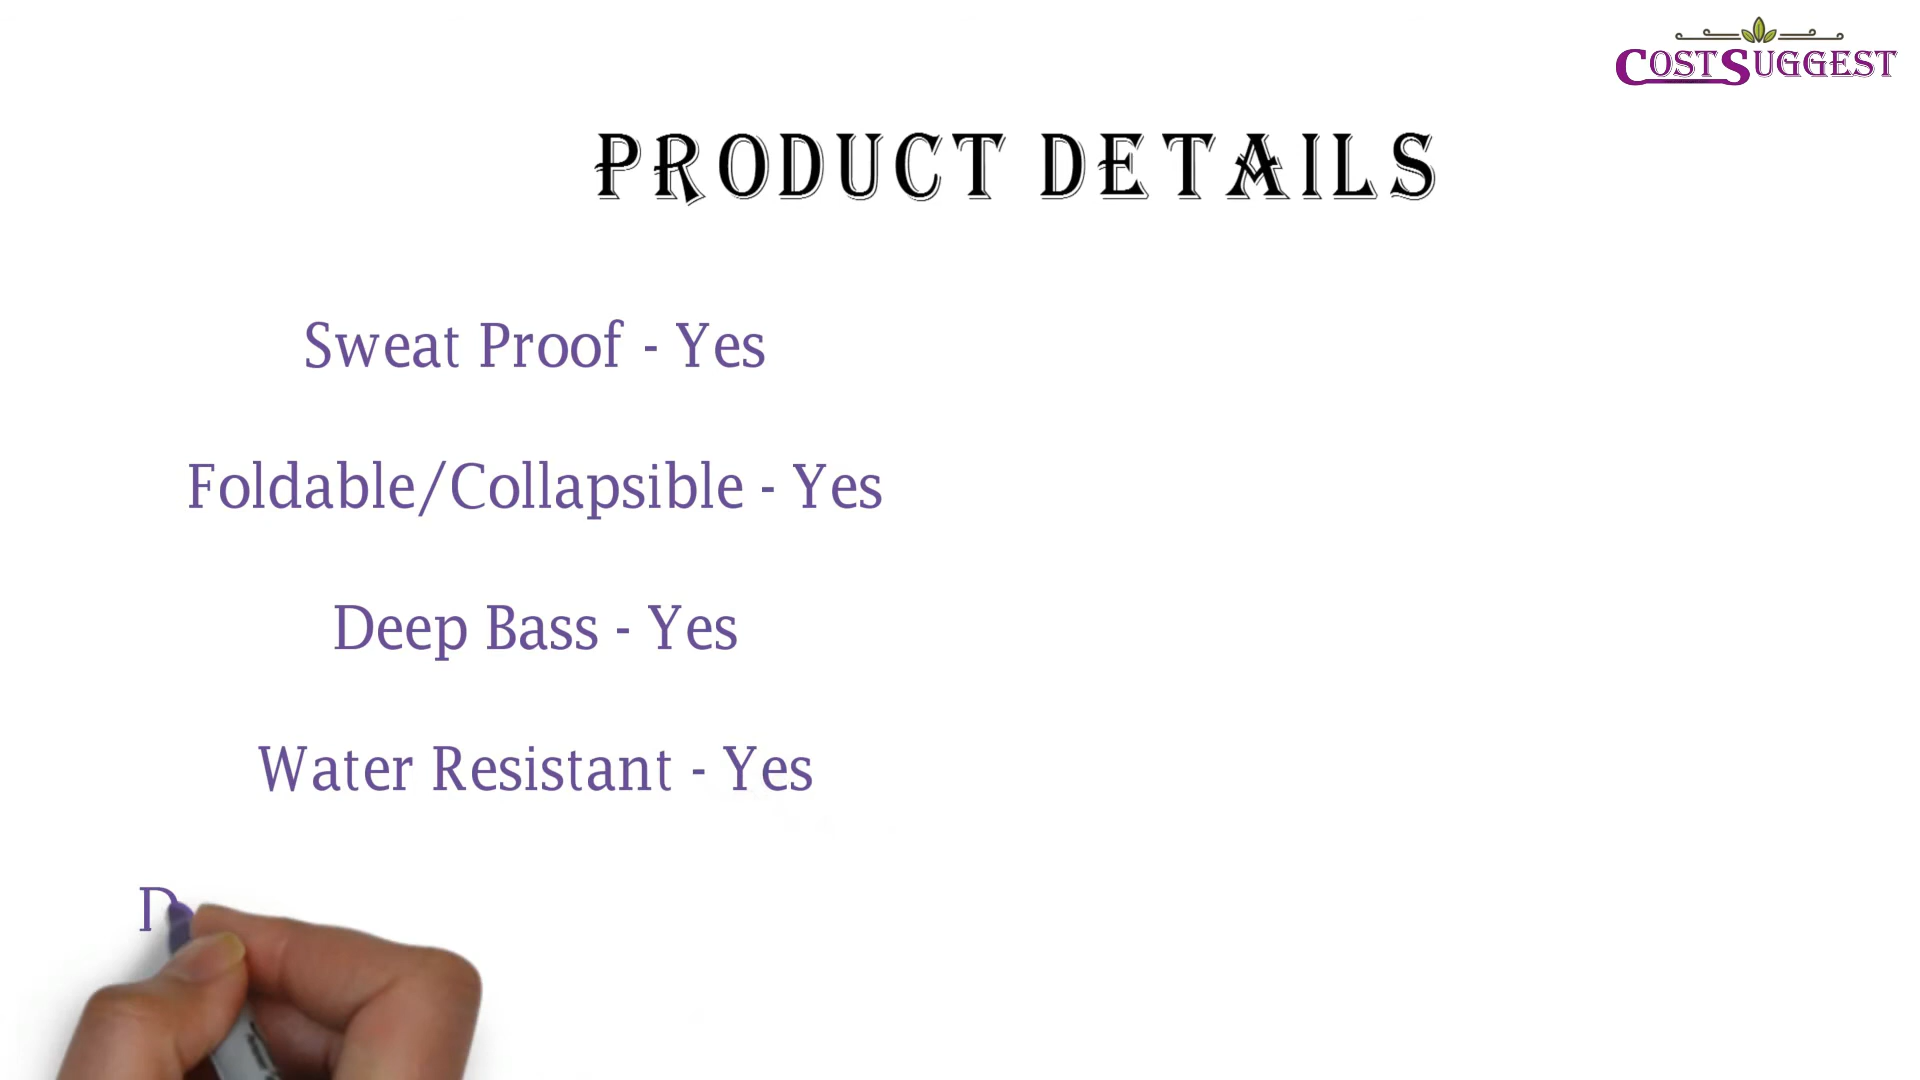 COSTSUGGEST
PRODUCT DETAILS
Sweat Proof - Yes
Foldable/Collapsible - Yes
Deep Bass - Yes
Water Resistant - Yes
D